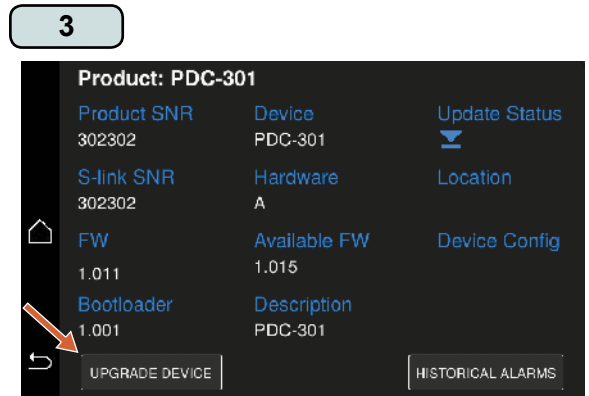 3
Product: PDC-301
Product SNR Device Update Status
302302 PDC-301
S-link SNR Hardware Location
302302 A
FW Available FW Device Config
1.011 1.015
Bootloader Description
1.001 PDC-301
UPGRADE DEVICE HISTORICAL ALARMS